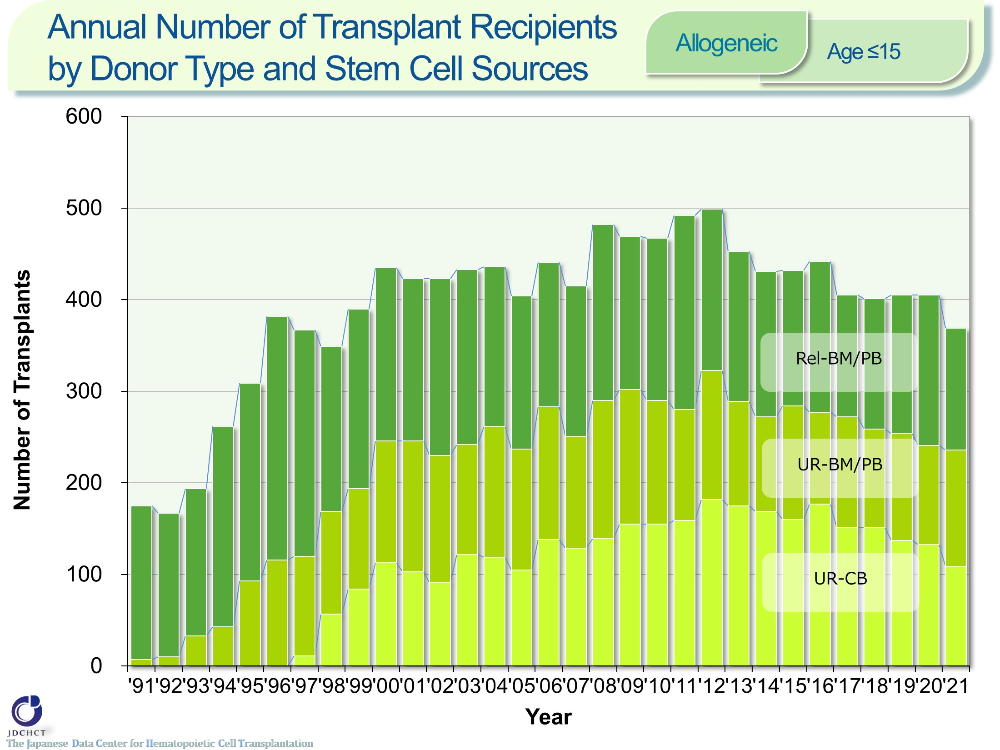 Annual Number of Transplant Recipients
by Donor Type and Stem Cell Sources
Allogeneic
Age ≤15
600
500
400
300
200
100
0
Number of Transplants
Rel-BM/PB
UR-BM/PB
UR-CB
'91 '92 '93 '94 '95 '96 '97 '98 '99 '00 '01 '02 '03 '04 '05 '06 '07 '08 '09 '10 '11 '12 '13 '14 '15 '16 '17 '18 '19 '20 '21
Year
JDCHCT
The Japanese Data Center for Hematopoietic Cell Transplantation